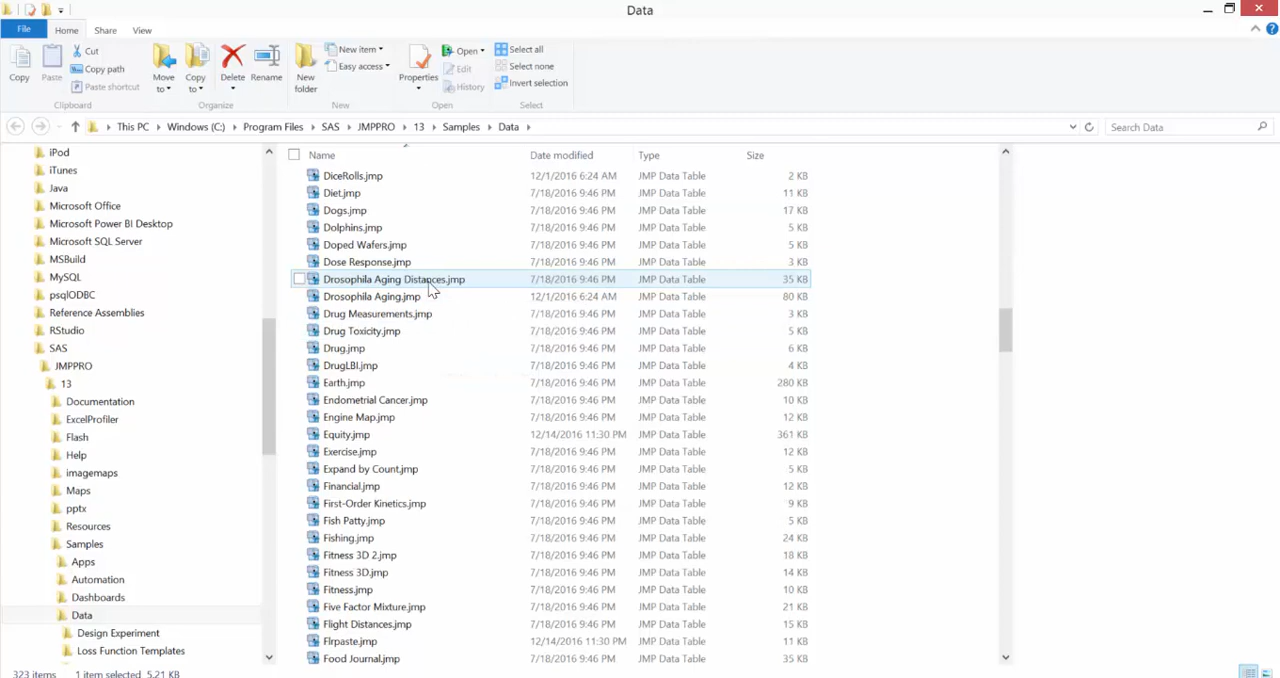 Data
File Home Share View
Copy Paste Cut Copy path Paste shortcut
Move to Copy to Delete Rename
New folder New item Easy access
Properties Open Edit History
Select all Select none Invert selection
Clipboard Organize New Open Select
This PC Windows (C:) Program Files SAS JMPPRO 13 Samples Data
Search Data
iPod
iTunes
Java
Microsoft Office
Microsoft Power BI Desktop
Microsoft SQL Server
MSBuild
MySQL
psqlODBC
Reference Assemblies
RStudio
SAS
JMPPRO
13
Documentation
ExcelProfiler
Flash
Help
imagemaps
Maps
pptx
Resources
Samples
Apps
Automation
Dashboards
Data
Design Experiment
Loss Function Templates
Name Date modified Type Size
DiceRolls.jmp 12/1/2016 6:24 AM JMP Data Table 2 KB
Diet.jmp 7/18/2016 9:46 PM JMP Data Table 11 KB
Dogs.jmp 7/18/2016 9:46 PM JMP Data Table 17 KB
Dolphins.jmp 7/18/2016 9:46 PM JMP Data Table 5 KB
Doped Wafers.jmp 7/18/2016 9:46 PM JMP Data Table 5 KB
Dose Response.jmp 7/18/2016 9:46 PM JMP Data Table 3 KB
Drosophila Aging Distances.jmp 7/18/2016 9:46 PM JMP Data Table 35 KB
Drosophila Aging.jmp 12/1/2016 6:24 AM JMP Data Table 80 KB
Drug Measurements.jmp 7/18/2016 9:46 PM JMP Data Table 3 KB
Drug Toxicity.jmp 7/18/2016 9:46 PM JMP Data Table 5 KB
Drug.jmp 7/18/2016 9:46 PM JMP Data Table 6 KB
DrugLBI.jmp 7/18/2016 9:46 PM JMP Data Table 4 KB
Earth.jmp 7/18/2016 9:46 PM JMP Data Table 280 KB
Endometrial Cancer.jmp 7/18/2016 9:46 PM JMP Data Table 10 KB
Engine Map.jmp 7/18/2016 9:46 PM JMP Data Table 12 KB
Equity.jmp 12/14/2016 11:30 PM JMP Data Table 361 KB
Exercise.jmp 7/18/2016 9:46 PM JMP Data Table 12 KB
Expand by Count.jmp 7/18/2016 9:46 PM JMP Data Table 5 KB
Financial.jmp 7/18/2016 9:46 PM JMP Data Table 12 KB
First-Order Kinetics.jmp 7/18/2016 9:46 PM JMP Data Table 9 KB
Fish Patty.jmp 7/18/2016 9:46 PM JMP Data Table 5 KB
Fishing.jmp 7/18/2016 9:46 PM JMP Data Table 24 KB
Fitness 3D 2.jmp 7/18/2016 9:46 PM JMP Data Table 18 KB
Fitness 3D.jmp 7/18/2016 9:46 PM JMP Data Table 14 KB
Fitness.jmp 7/18/2016 9:46 PM JMP Data Table 10 KB
Five Factor Mixture.jmp 7/18/2016 9:46 PM JMP Data Table 21 KB
Flight Distances.jmp 7/18/2016 9:46 PM JMP Data Table 15 KB
Flrpaste.jmp 12/14/2016 11:30 PM JMP Data Table 11 KB
Food Journal.jmp 7/18/2016 9:46 PM JMP Data Table 35 KB
323 items 1 item selected 5.21 KB